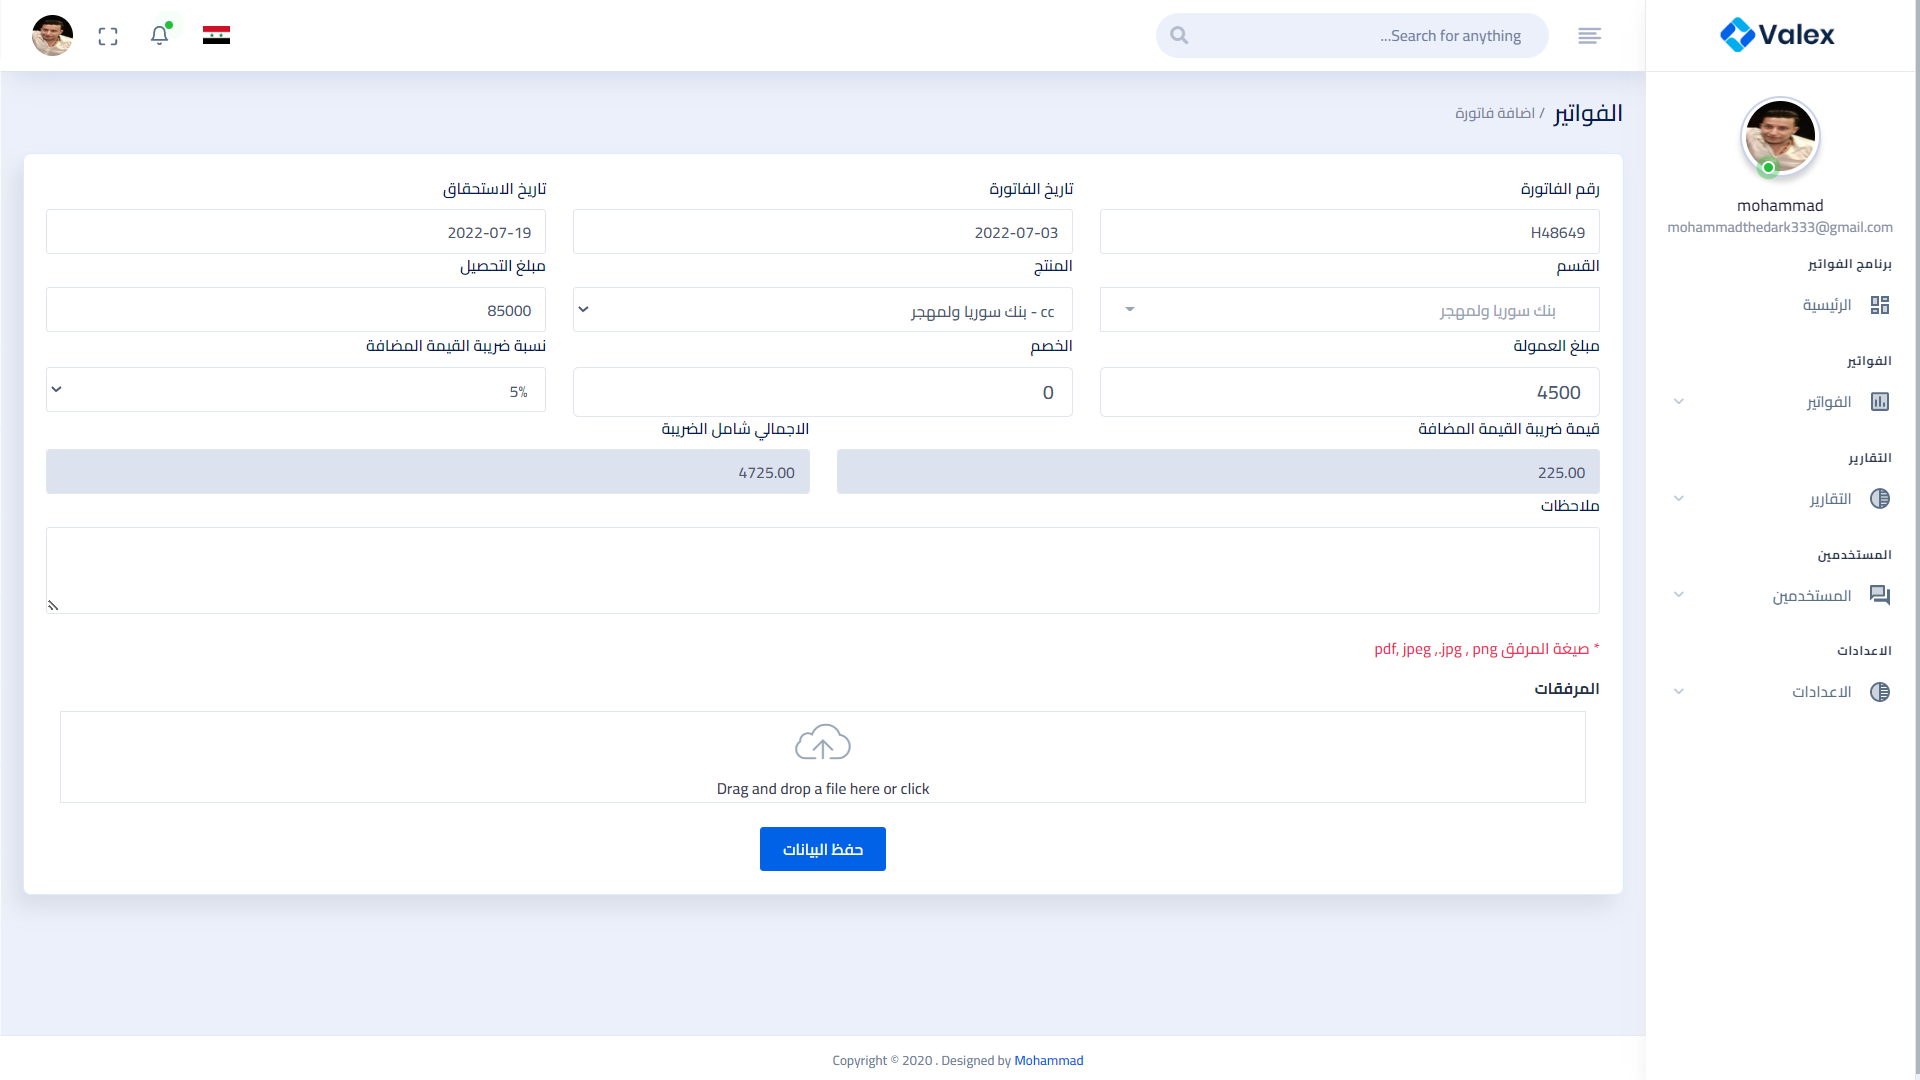 Valex
Search for anything...
mohammad
mohammadthedark333@gmail.com
برنامج الفواتير
الرئيسية
الفواتير
الفواتير
التقارير
التقارير
المستخدمين
المستخدمين
الاعدادات
الاعدادات
الفواتير / اضافة فاتورة
رقم الفاتورة
تاريخ الفاتورة
تاريخ الاستحقاق
H48649
2022-07-03
2022-07-19
القسم
المنتج
مبلغ التحصيل
بنك سوريا ولمهجر
cc - بنك سوريا ولمهجر
85000
مبلغ العمولة
الخصم
نسبة ضريبة القيمة المضافة
4500
0
5%
قيمة ضريبة القيمة المضافة
الاجمالي شامل الضريبة
225.00
4725.00
ملاحظات
* صيغة المرفق pdf, jpeg ,.jpg , png
المرفقات
Drag and drop a file here or click
حفظ البيانات
Copyright © 2020 . Designed by Mohammad